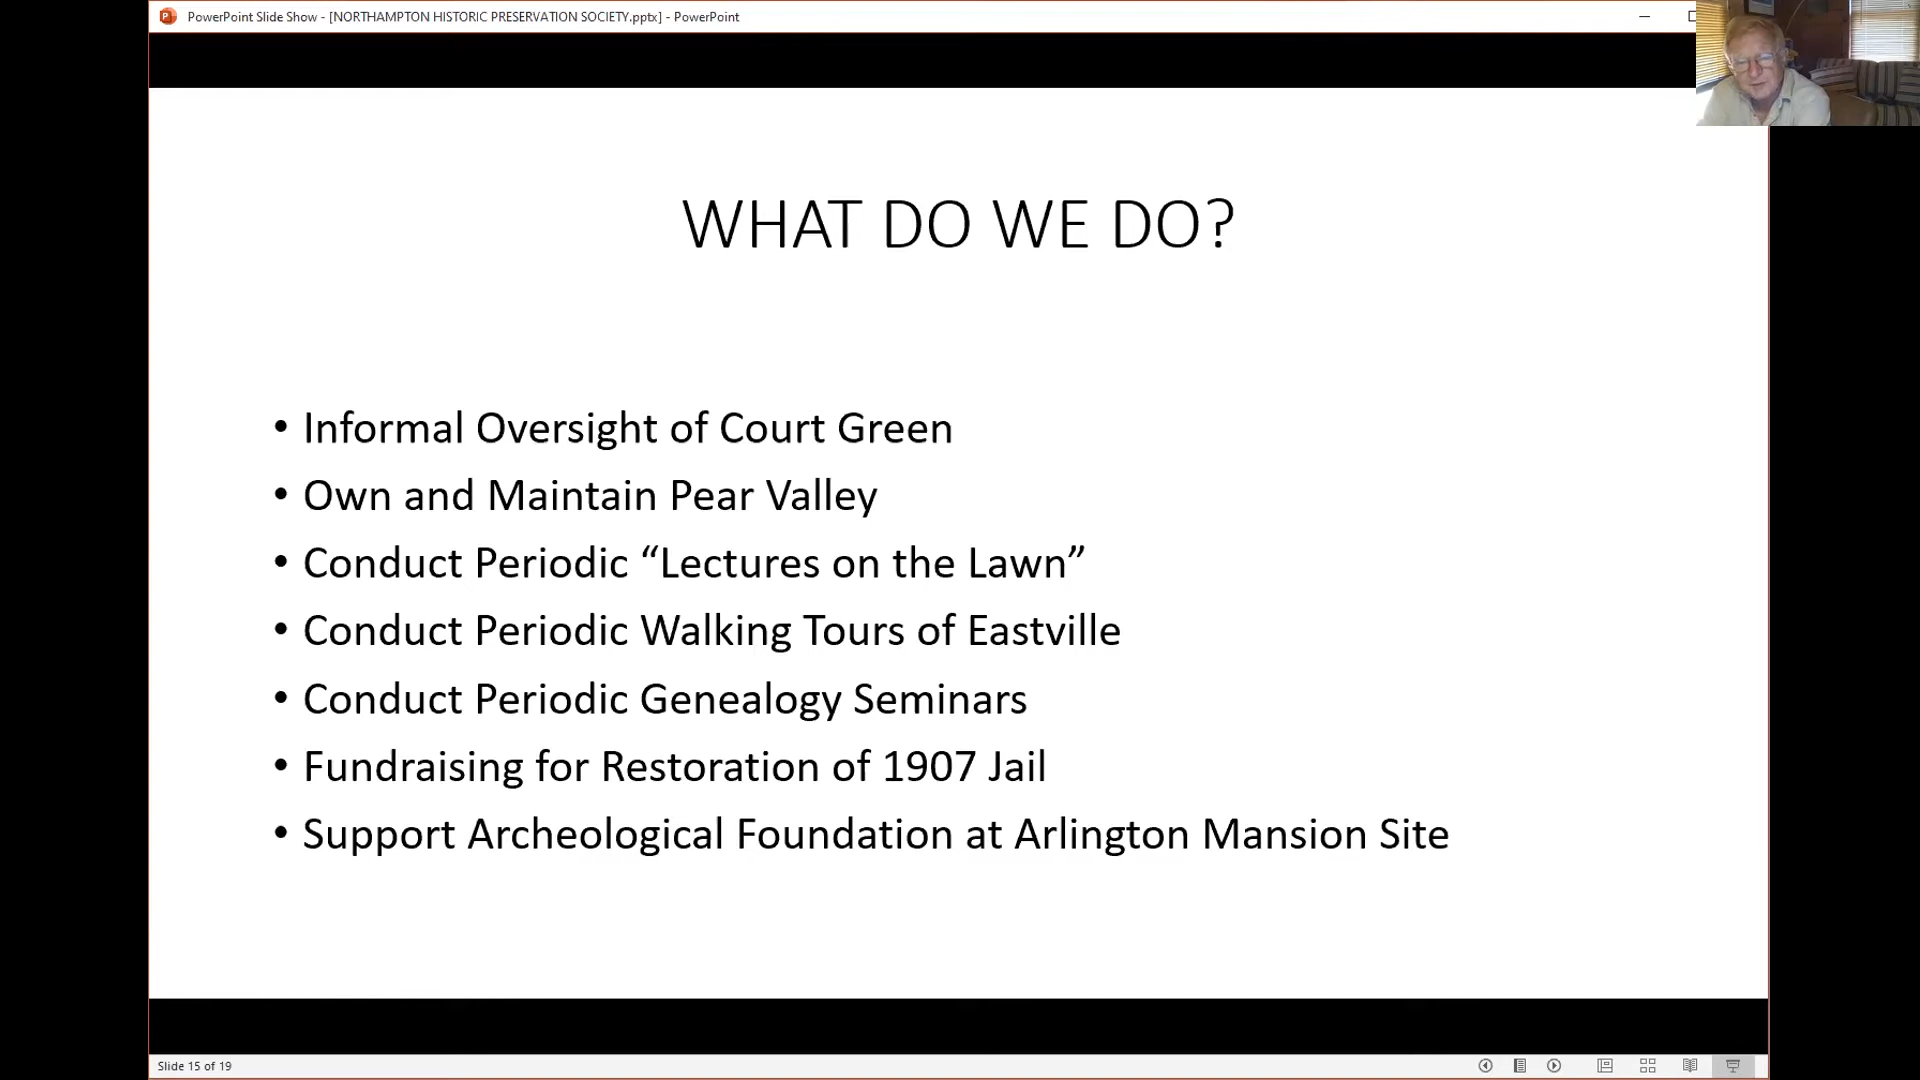 PowerPoint Slide Show - [NORTHAMPTON HISTORIC PRESERVATION SOCIETY.pptx] - PowerPoint
WHAT DO WE DO?
• Informal Oversight of Court Green
• Own and Maintain Pear Valley
• Conduct Periodic “Lectures on the Lawn”
• Conduct Periodic Walking Tours of Eastville
• Conduct Periodic Genealogy Seminars
• Fundraising for Restoration of 1907 Jail
• Support Archeological Foundation at Arlington Mansion Site
Slide 15 of 19